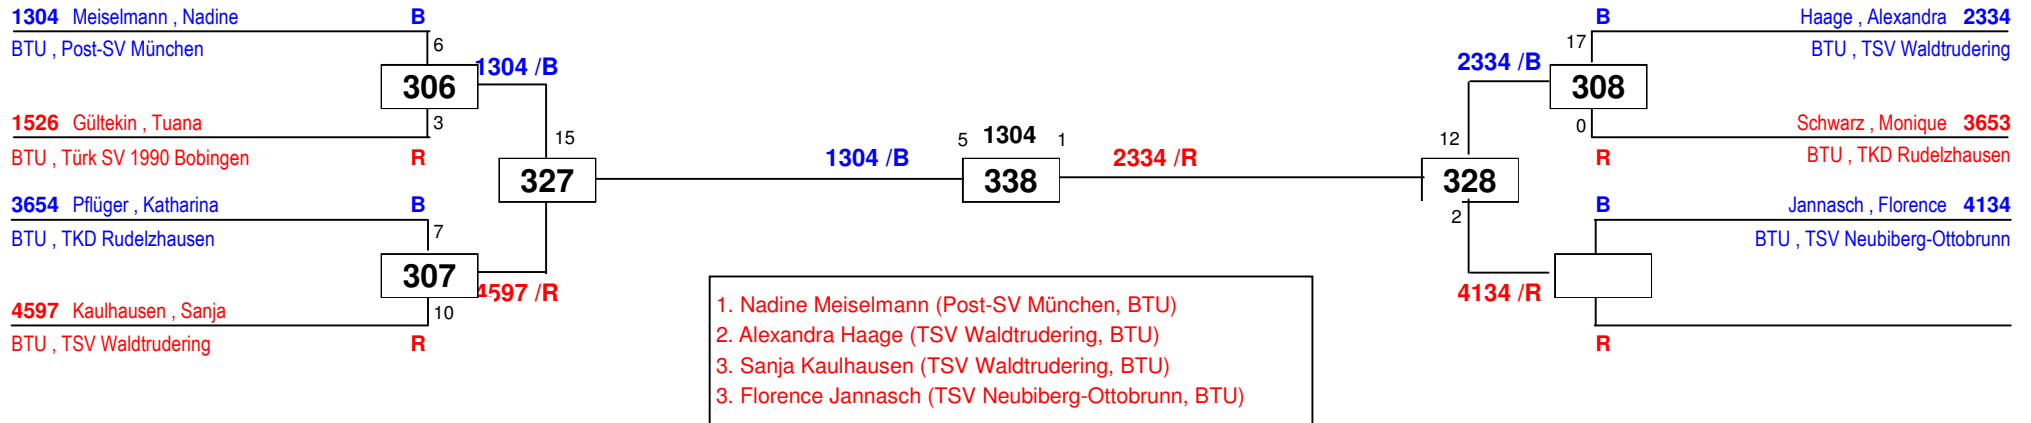 1304 Meiselmann , Nadine B
BTU , Post-SV München
6
306
1304 /B
3
1526 Gültekin , Tuana
BTU , Türk SV 1990 Bobingen R
15
327
3654 Pflüger , Katharina B
BTU , TKD Rudelzhausen
7
307
4597 /R
10
4597 Kaulhausen , Sanja
BTU , TSV Waldtrudering R
1304 /B
5 1304 1
338
2334 /R
1. Nadine Meiselmann (Post-SV München, BTU)
2. Alexandra Haage (TSV Waldtrudering, BTU)
3. Sanja Kaulhausen (TSV Waldtrudering, BTU)
3. Florence Jannasch (TSV Neubiberg-Ottobrunn, BTU)
B Haage , Alexandra 2334
17
BTU , TSV Waldtrudering
2334 /B
308
0
Schwarz , Monique 3653
R BTU , TKD Rudelzhausen
12
328
2
B Jannasch , Florence 4134
BTU , TSV Neubiberg-Ottobrunn
4134 /R
R